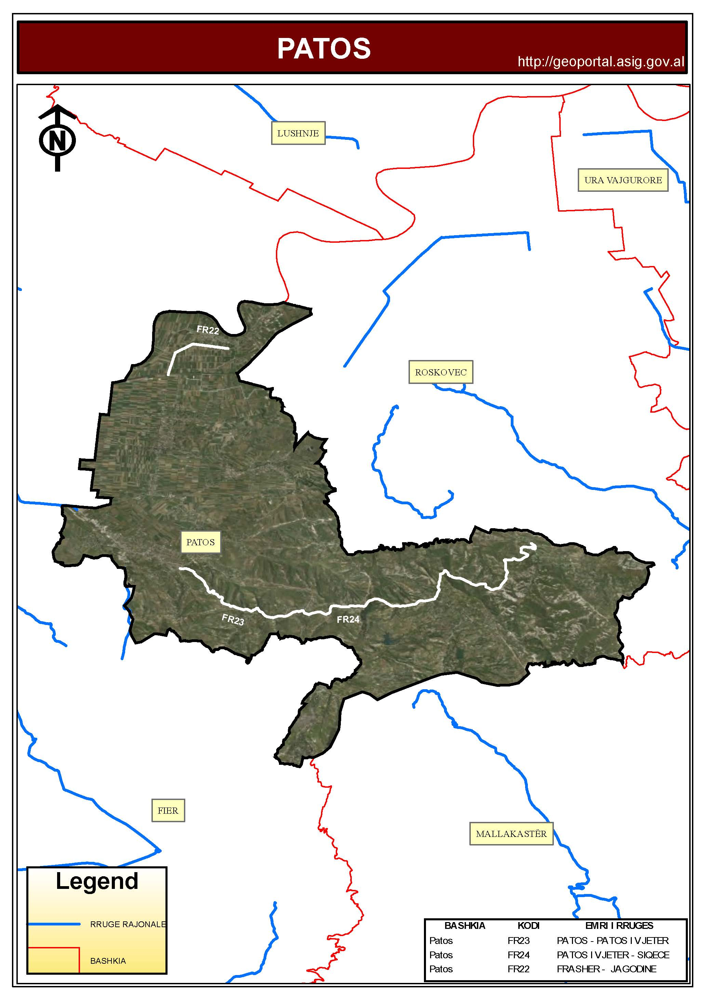 PATOS
http://geoportal.asig.gov.al
N
LUSHNJE
URA VAJGURORE
FR22
ROSKOVEC
PATOS
FR23
FR24
FIER
MALLAKASTËR
Legend
RRUGE RAJONALE
BASHKIA
BASHKIA KODI EMRI I RRUGES
Patos FR23 PATOS - PATOS I VJETER
Patos FR24 PATOS I VJETER - SIQECE
Patos FR22 FRASHER - JAGODINE